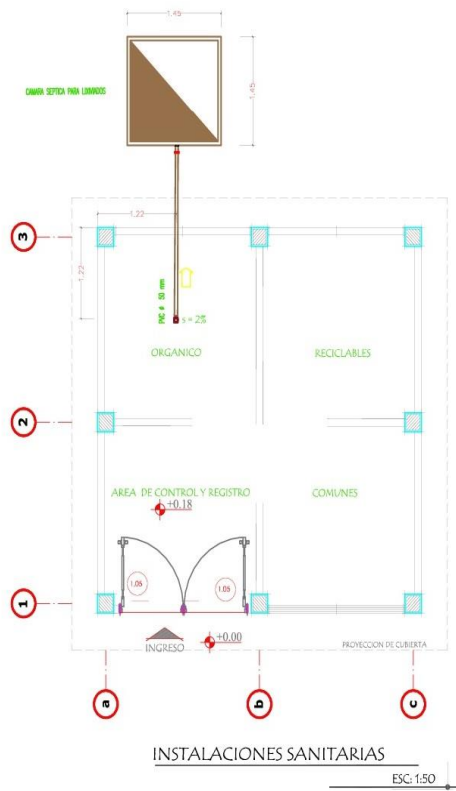 1.45
1.45
CAMARA SEPTICA PARA LIXIVIADOS
1.22
3
1.22
PVC ø 50 mm
s = 2%
ORGANICO
RECICLABLES
2
AREA DE CONTROL Y REGISTRO
COMUNES
+0.18
1.05
1.05
1
+0.00
INGRESO
PROYECCION DE CUBIERTA
a
b
c
INSTALACIONES SANITARIAS
ESC: 1:50